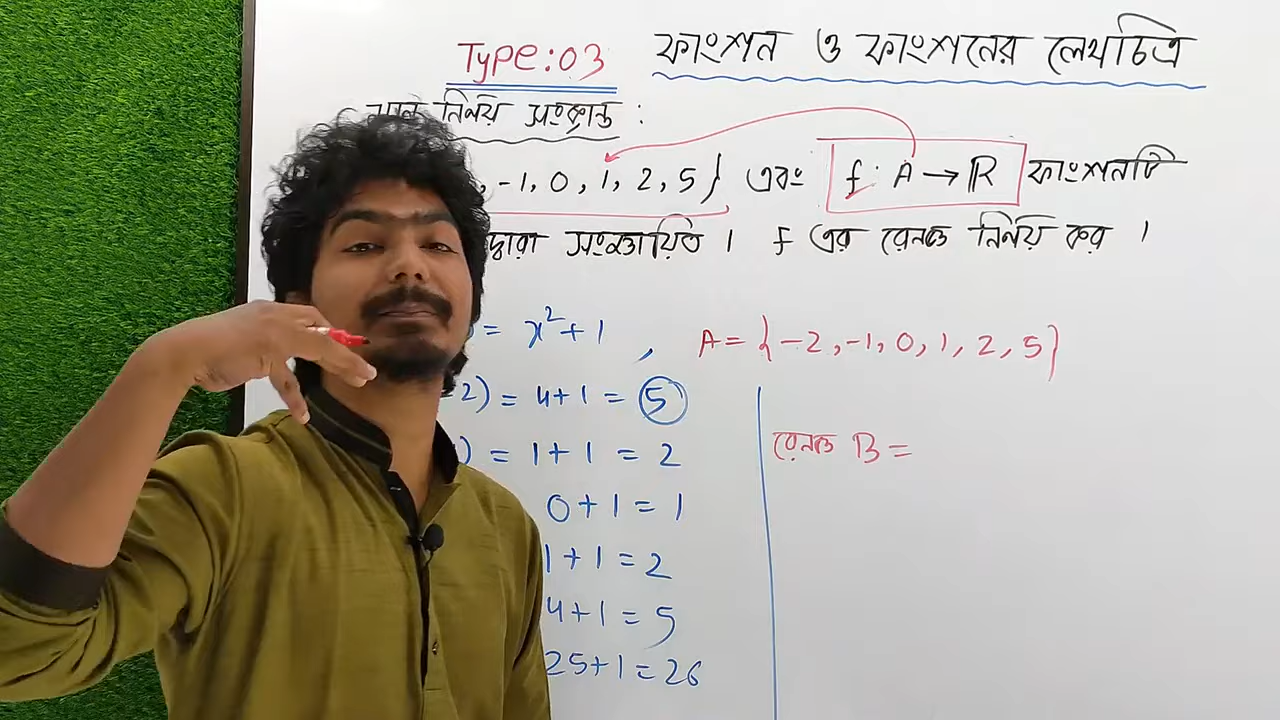 Type:03 ফাংশন ও ফাংশনের লেখচিত্র
মান নির্ণয় সংক্রান্ত :
, -1, 0, 1, 2, 5} এবং f: A → ℝ ফাংশনটি
দ্বারা সংজ্ঞায়িত । f এর রেনজ নির্ণয় কর ।
= x²+1 , A = {-2, -1, 0, 1, 2, 5}
2) = 4+1 = 5
) = 1+1 = 2
রেনজ B =
0+1 = 1
1+1 = 2
4+1 = 5
25+1 = 26